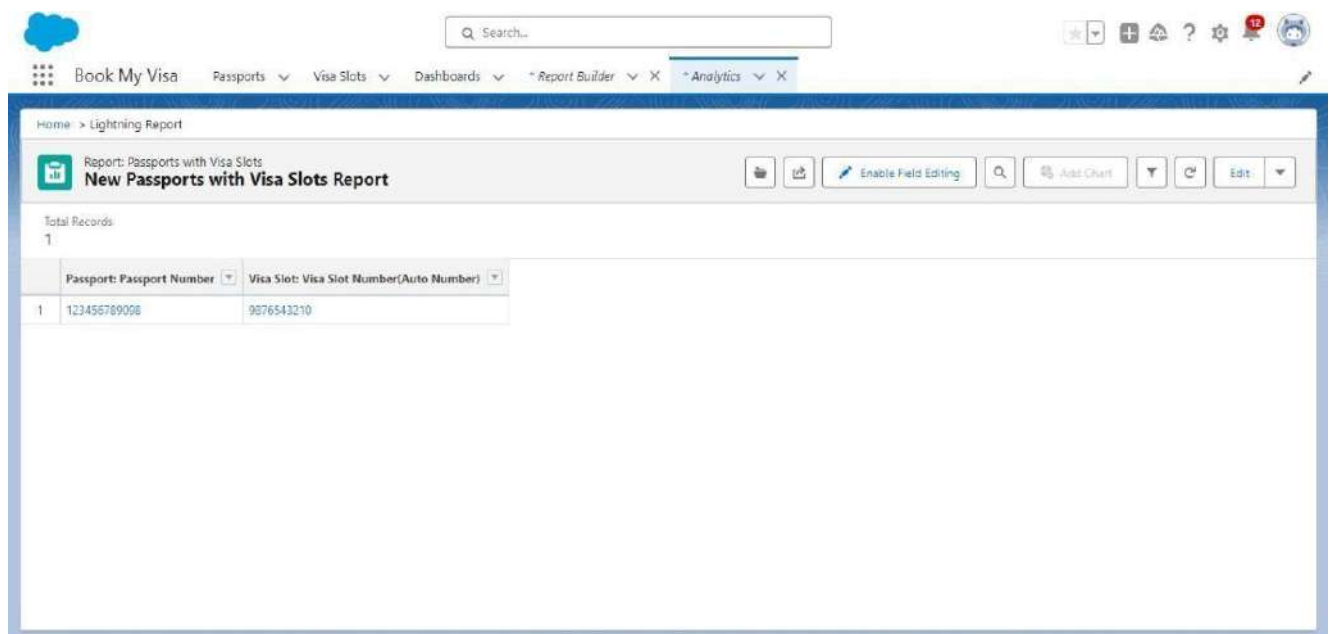 Search...
12
Book My Visa Passports Visa Slots Dashboards * Report Builder * Analytics
Home > Lightning Report
Report: Passports with Visa Slots
New Passports with Visa Slots Report
Enable Field Editing Add Chart Edit
Total Records
1
Passport: Passport Number Visa Slot: Visa Slot Number(Auto Number)
1 123456789098 9876543210